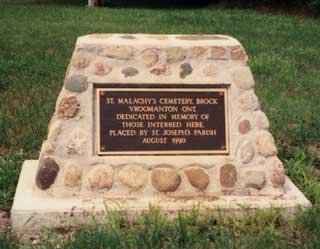 ST. MALACHY'S CEMETERY, BROCK
VROOMANTON ONT.
DEDICATED IN MEMORY OF
THOSE INTERRED HERE.
PLACED BY ST. JOSEPH'S PARISH
AUGUST 1990